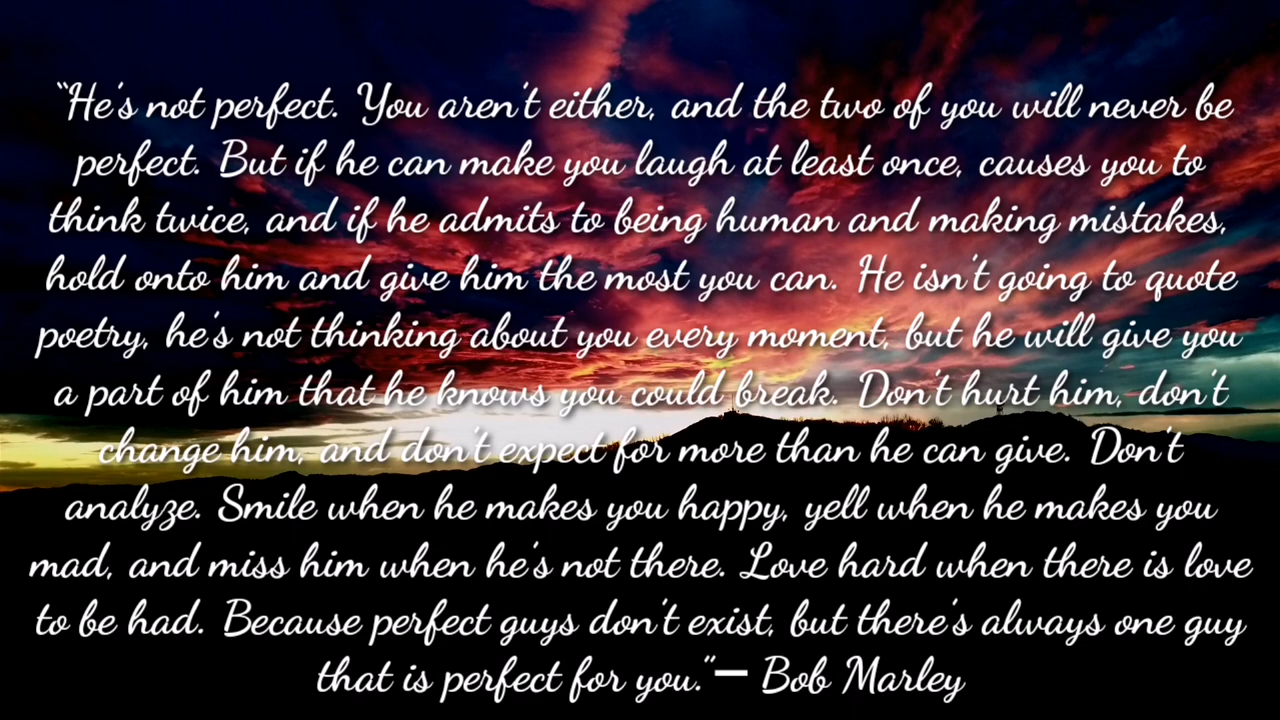 “He's not perfect. You aren't either, and the two of you will never be
perfect. But if he can make you laugh at least once, causes you to
think twice, and if he admits to being human and making mistakes,
hold onto him and give him the most you can. He isn't going to quote
poetry, he's not thinking about you every moment, but he will give you
a part of him that he knows you could break. Don't hurt him, don't
change him, and don't expect for more than he can give. Don't
analyze. Smile when he makes you happy, yell when he makes you
mad, and miss him when he's not there. Love hard when there is love
to be had. Because perfect guys don't exist, but there's always one guy
that is perfect for you.”― Bob Marley